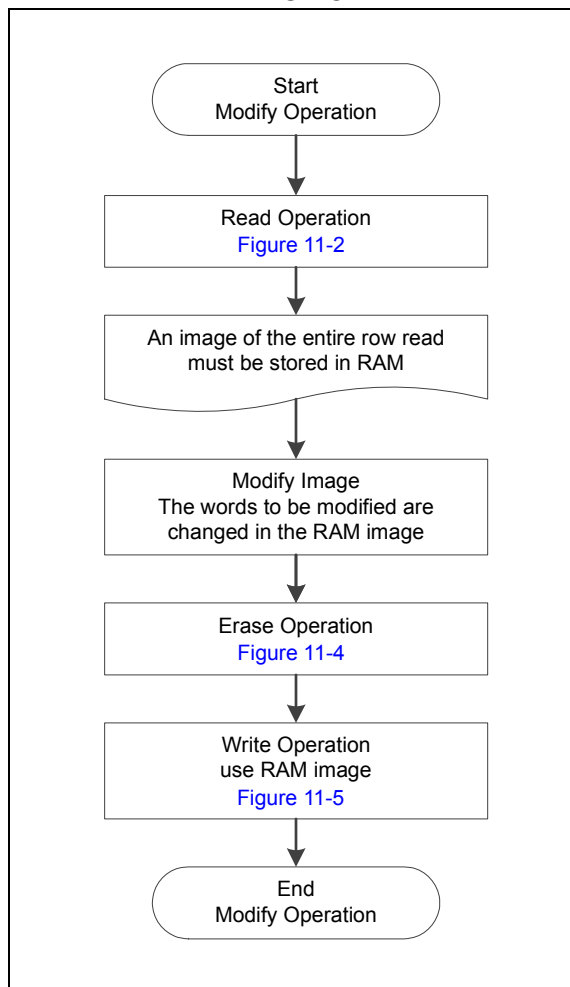 Start
Modify Operation
Read Operation
Figure 11-2
An image of the entire row read
must be stored in RAM
Modify Image
The words to be modified are
changed in the RAM image
Erase Operation
Figure 11-4
Write Operation
use RAM image
Figure 11-5
End
Modify Operation